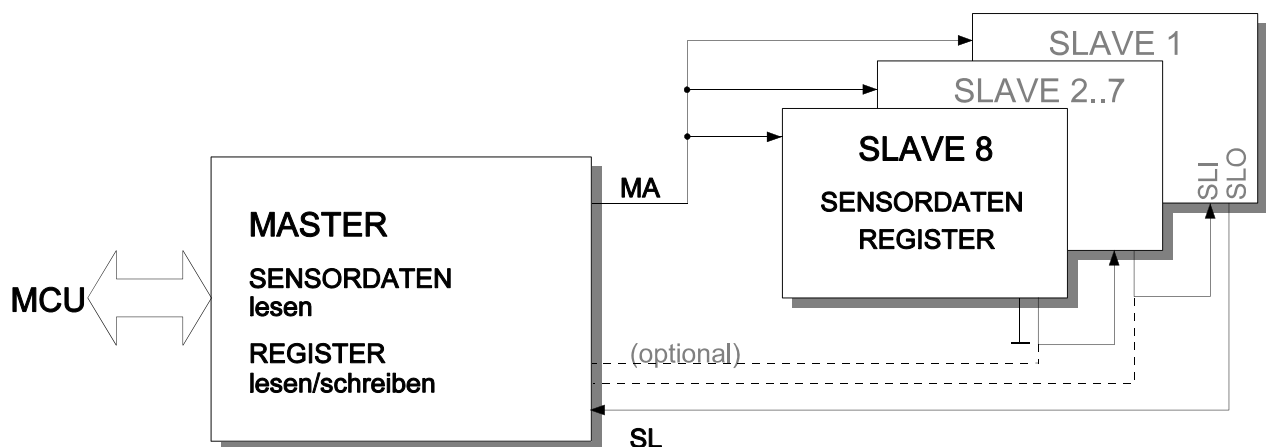 SLAVE 1
SLAVE 2..7
SLAVE 8
SENSORDATEN
REGISTER
SLI
SLO
MA
MASTER
SENSORDATEN
lesen
REGISTER
lesen/schreiben
MCU
(optional)
SL